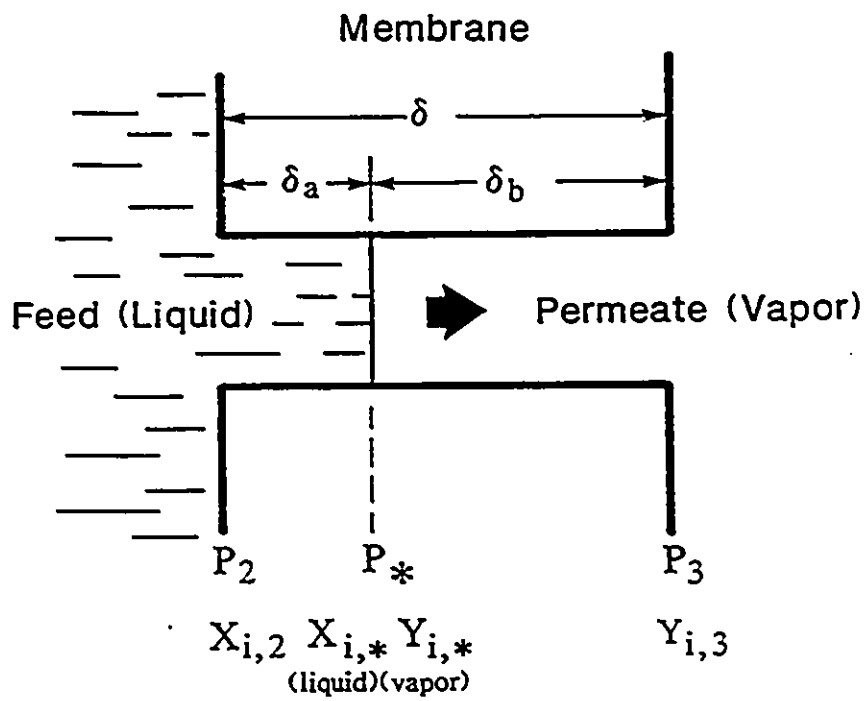 Membrane
δ
δa δb
Feed (Liquid) Permeate (Vapor)
P2 P* P3
Xi,2 Xi,* Yi,* Yi,3
(liquid)(vapor)